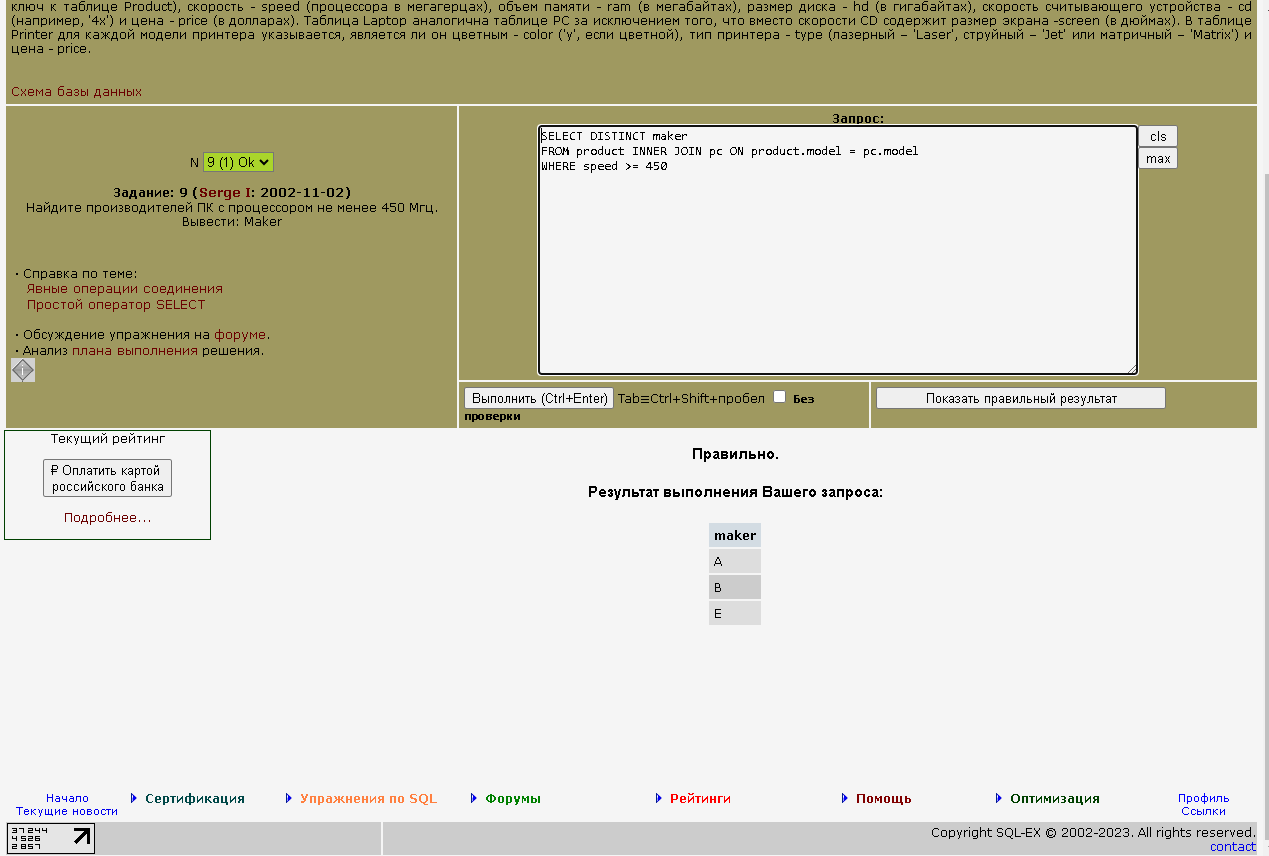 ключ к таблице Product), скорость - speed (процессора в мегагерцах), объем памяти - ram (в мегабайтах), размер диска - hd (в гигабайтах), скорость считывающего устройства - cd
(например, '4x') и цена - price (в долларах). Таблица Laptop аналогична таблице РС за исключением того, что вместо скорости CD содержит размер экрана -screen (в дюймах). В таблице
Printer для каждой модели принтера указывается, является ли он цветным - color ('y', если цветной), тип принтера - type (лазерный – 'Laser', струйный – 'Jet' или матричный – 'Matrix') и
цена - price.
Схема базы данных
N 9 (1) Ok
Задание: 9 (Serge I: 2002-11-02)
Найдите производителей ПК с процессором не менее 450 Мгц.
Вывести: Maker
· Справка по теме:
Явные операции соединения
Простой оператор SELECT
· Обсуждение упражнения на форуме.
· Анализ плана выполнения решения.
i
Запрос:
SELECT DISTINCT maker
FROM product INNER JOIN pc ON product.model = pc.model
WHERE speed >= 450
cls
max
Выполнить (Ctrl+Enter) Tab≡Ctrl+Shift+пробел Без
проверки
Показать правильный результат
Текущий рейтинг
₽ Оплатить картой
российского банка
Подробнее...
Правильно.
Результат выполнения Вашего запроса:
maker
A
B
E
Начало
Текущие новости
Сертификация
Упражнения по SQL
Форумы
Рейтинги
Помощь
Оптимизация
Профиль
Ссылки
37244
4526
2857
Copyright SQL-EX © 2002-2023. All rights reserved.
contact